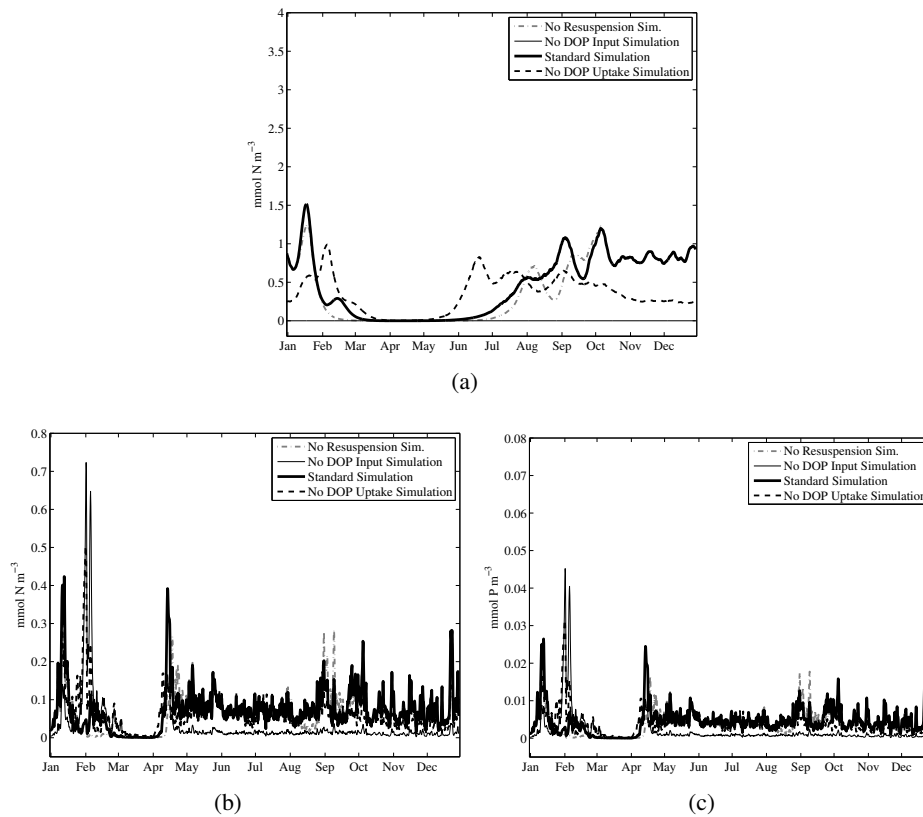 No Resuspension Sim.
No DOP Input Simulation
Standard Simulation
No DOP Uptake Simulation
mmol N m⁻³
4
3.5
3
2.5
2
1.5
1
0.5
0
Jan Feb Mar Apr May Jun Jul Aug Sep Oct Nov Dec
(a)
No Resuspension Sim.
No DOP Input Simulation
Standard Simulation
No DOP Uptake Simulation
mmol N m⁻³
0.8
0.7
0.6
0.5
0.4
0.3
0.2
0.1
0
Jan Feb Mar Apr May Jun Jul Aug Sep Oct Nov Dec
(b)
No Resuspension Sim.
No DOP Input Simulation
Standard Simulation
No DOP Uptake Simulation
mmol P m⁻³
0.08
0.07
0.06
0.05
0.04
0.03
0.02
0.01
0
Jan Feb Mar Apr May Jun Jul Aug Sep Oct Nov Dec
(c)